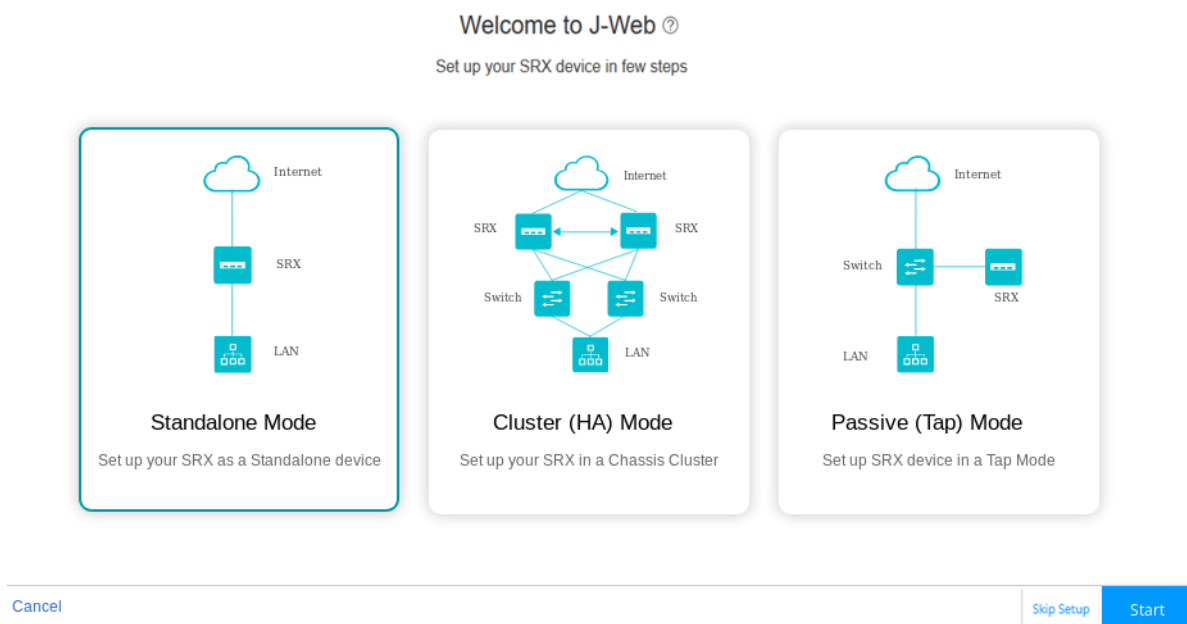 Welcome to J-Web ?
Set up your SRX device in few steps
Internet
SRX
LAN
Standalone Mode
Set up your SRX as a Standalone device
Internet
SRX
SRX
Switch
Switch
LAN
Cluster (HA) Mode
Set up your SRX in a Chassis Cluster
Internet
Switch
SRX
LAN
Passive (Tap) Mode
Set up SRX device in a Tap Mode
Cancel
Skip Setup
Start